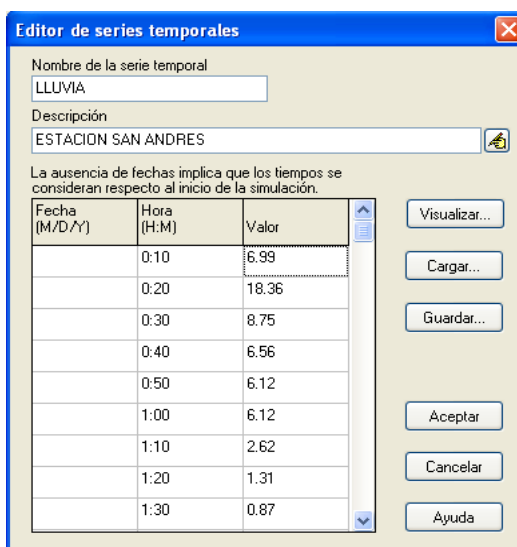 Editor de series temporales
Nombre de la serie temporal
LLUVIA
Descripción
ESTACION SAN ANDRES
La ausencia de fechas implica que los tiempos se
consideran respecto al inicio de la simulación.
Fecha (M/D/Y) Hora (H:M) Valor
0:10 6.99
0:20 18.36
0:30 8.75
0:40 6.56
0:50 6.12
1:00 6.12
1:10 2.62
1:20 1.31
1:30 0.87
Visualizar...
Cargar...
Guardar...
Aceptar
Cancelar
Ayuda